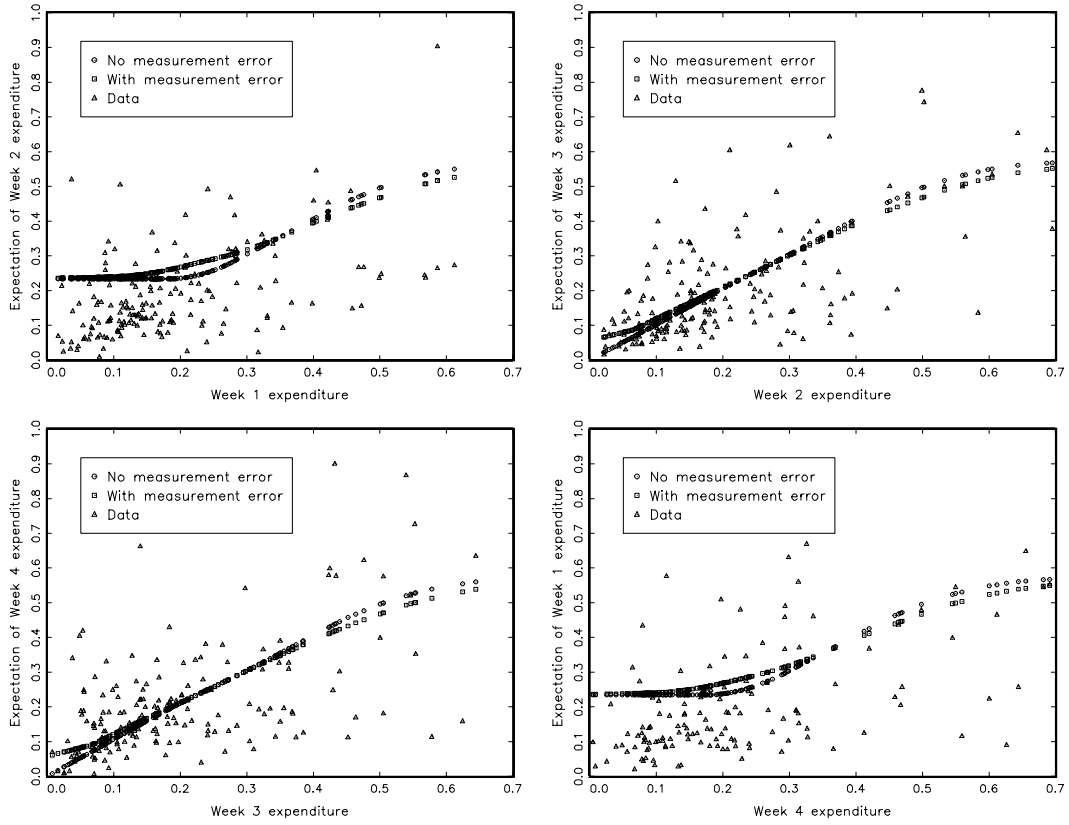 Expectation of Week 2 expenditure
1.0
0.9
0.8
0.7
0.6
0.5
0.4
0.3
0.2
0.1
0.0
No measurement error
With measurement error
Data
0.0 0.1 0.2 0.3 0.4 0.5 0.6 0.7
Week 1 expenditure
Expectation of Week 3 expenditure
1.0
0.9
0.8
0.7
0.6
0.5
0.4
0.3
0.2
0.1
0.0
No measurement error
With measurement error
Data
0.0 0.1 0.2 0.3 0.4 0.5 0.6 0.7
Week 2 expenditure
Expectation of Week 4 expenditure
1.0
0.9
0.8
0.7
0.6
0.5
0.4
0.3
0.2
0.1
0.0
No measurement error
With measurement error
Data
0.0 0.1 0.2 0.3 0.4 0.5 0.6 0.7
Week 3 expenditure
Expectation of Week 1 expenditure
1.0
0.9
0.8
0.7
0.6
0.5
0.4
0.3
0.2
0.1
0.0
No measurement error
With measurement error
Data
0.0 0.1 0.2 0.3 0.4 0.5 0.6 0.7
Week 4 expenditure